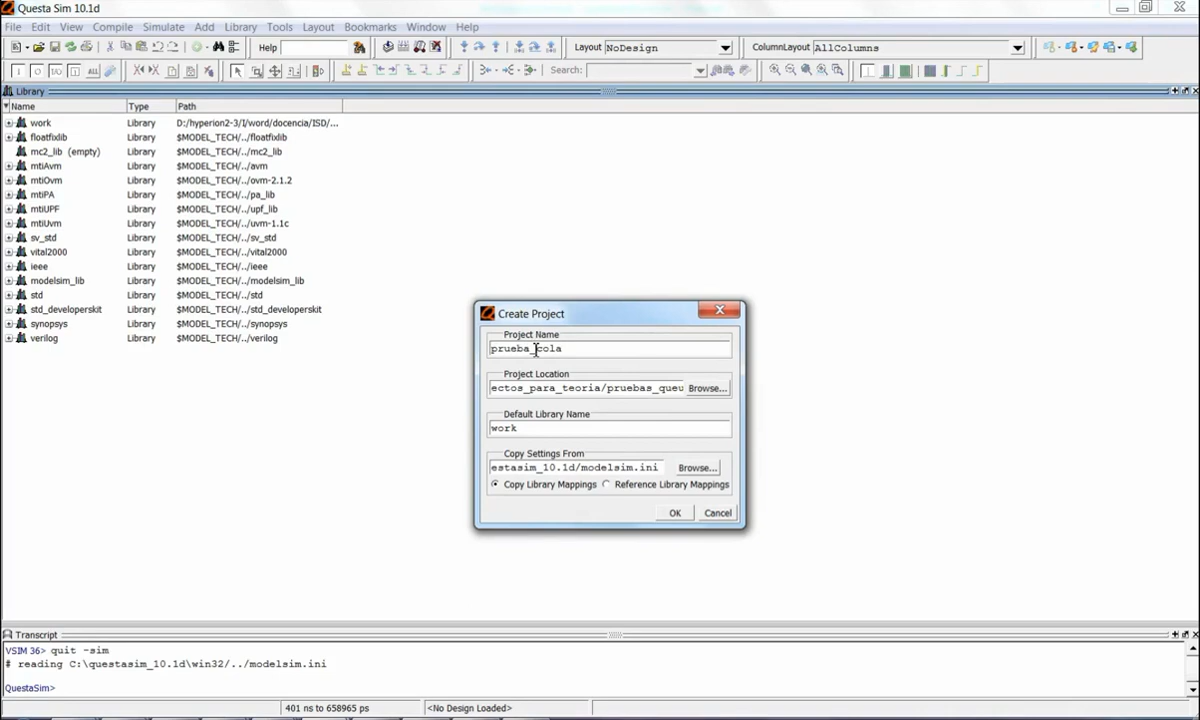 Questa Sim 10.1d
File Edit View Compile Simulate Add Library Tools Layout Bookmarks Window Help
Help Layout NoDesign ColumnLayout AllColumns
Search:
Library
Name Type Path
work Library D:/hyperion2-3/I/word/docencia/ISD/...
floatfixlib Library $MODEL_TECH/../floatfixlib
mc2_lib (empty) Library $MODEL_TECH/../mc2_lib
mtiAvm Library $MODEL_TECH/../avm
mtiOvm Library $MODEL_TECH/../ovm-2.1.2
mtiPA Library $MODEL_TECH/../pa_lib
mtiUPF Library $MODEL_TECH/../upf_lib
mtiUvm Library $MODEL_TECH/../uvm-1.1c
sv_std Library $MODEL_TECH/../sv_std
vital2000 Library $MODEL_TECH/../vital2000
ieee Library $MODEL_TECH/../ieee
modelsim_lib Library $MODEL_TECH/../modelsim_lib
std Library $MODEL_TECH/../std
std_developerskit Library $MODEL_TECH/../std_developerskit
synopsys Library $MODEL_TECH/../synopsys
verilog Library $MODEL_TECH/../verilog
Create Project
Project Name
prueba_cola
Project Location
ectos_para_teoria/pruebas_queu Browse...
Default Library Name
work
Copy Settings From
estasim_10.1d/modelsim.ini Browse...
Copy Library Mappings Reference Library Mappings
OK Cancel
Transcript
VSIM 36> quit -sim
# reading C:\questasim_10.1d\win32/../modelsim.ini
QuestaSim>
401 ns to 658965 ps <No Design Loaded>